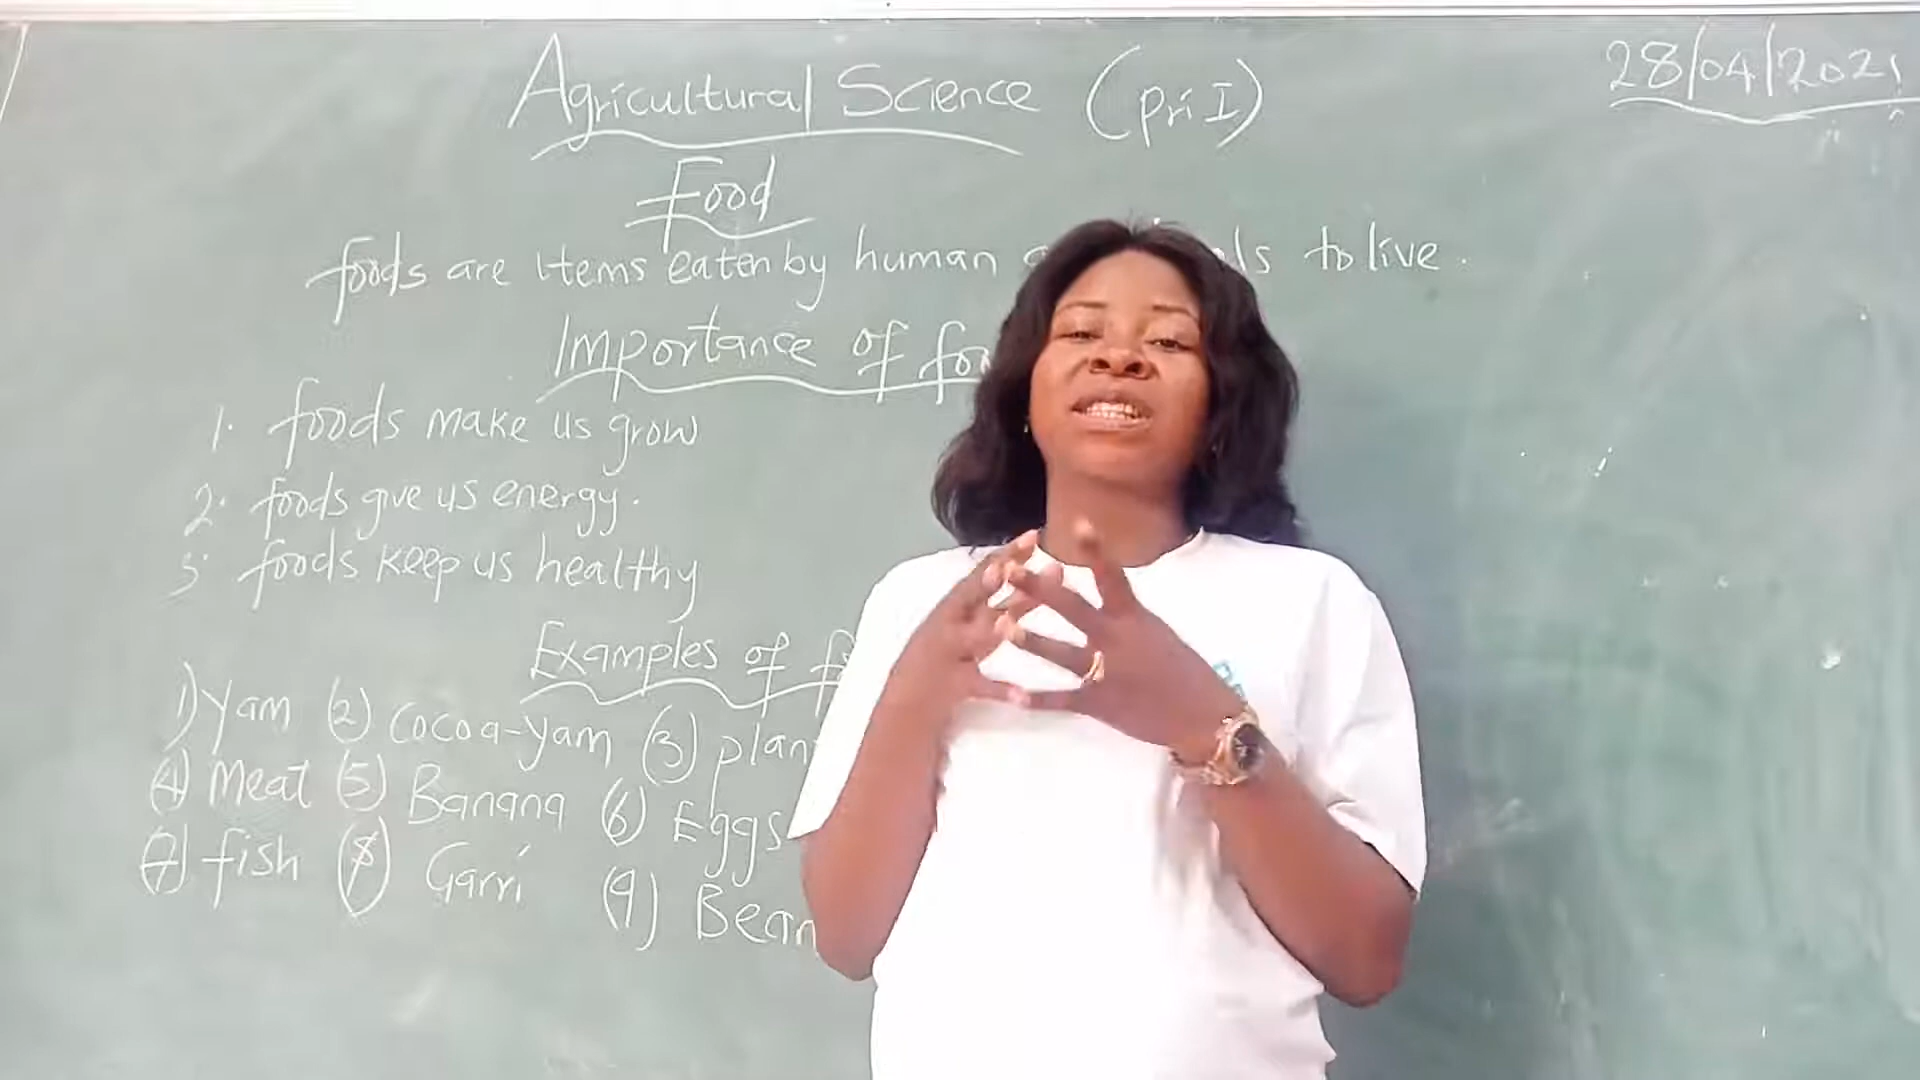 Agricultural Science (pri I)
28/04/2021
Food
foods are items eaten by human to live.
Importance of
1. foods make us grow
2. foods give us energy.
3. foods keep us healthy
Examples of
1) Yam (2) cocoa-yam (3)
(4) Meat (5) Banana (6) Eggs
(7) fish (8) Garri (9)